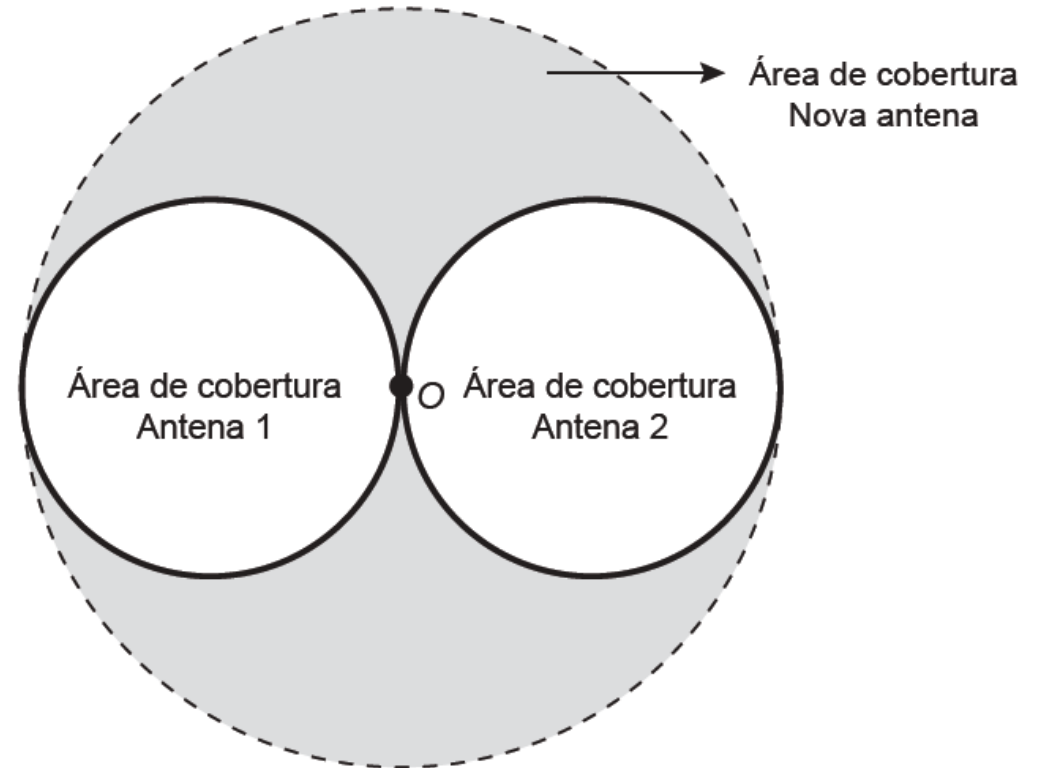 Área de cobertura
Nova antena
Área de cobertura
Antena 1
O
Área de cobertura
Antena 2